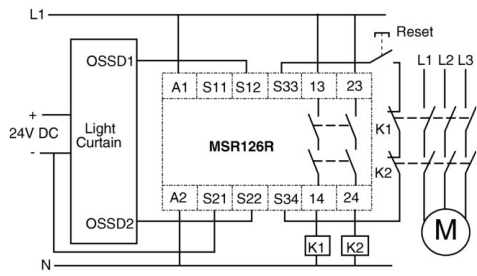 L1
Reset
OSSD1
L1 L2 L3
A1 S11 S12 S33 13 23
+
24V DC
-
Light
Curtain
MSR126R
K1
K2
A2 S21 S22 S34 14 24
OSSD2
M
K1 K2
N